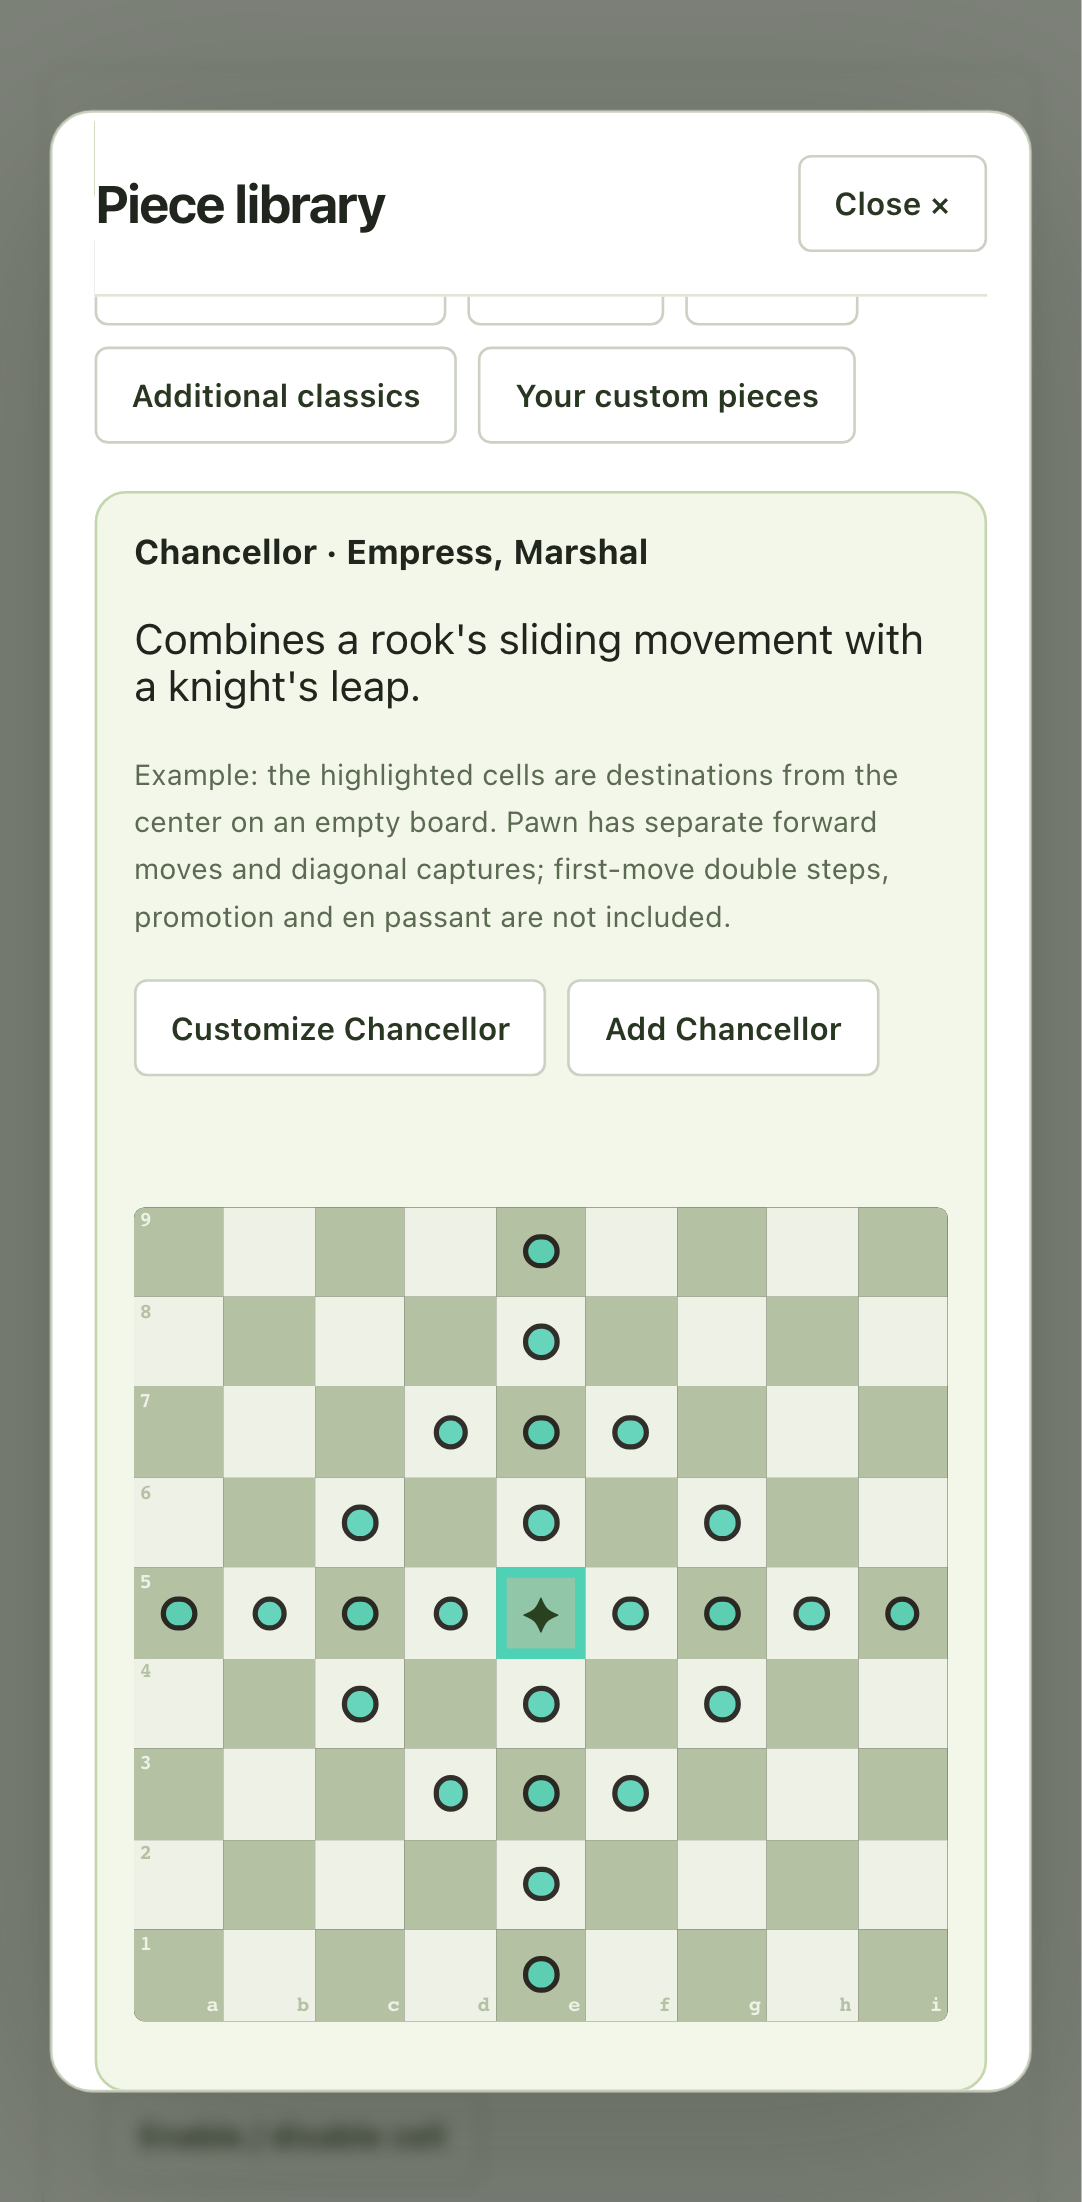 Piece library
Close ×
Additional classics
Your custom pieces
Chancellor · Empress, Marshal
Combines a rook's sliding movement with
a knight's leap.
Example: the highlighted cells are destinations from the
center on an empty board. Pawn has separate forward
moves and diagonal captures; first-move double steps,
promotion and en passant are not included.
Customize Chancellor
Add Chancellor
9
8
7
6
5
4
3
2
1
a b c d e f g h i
Enable / disable cell